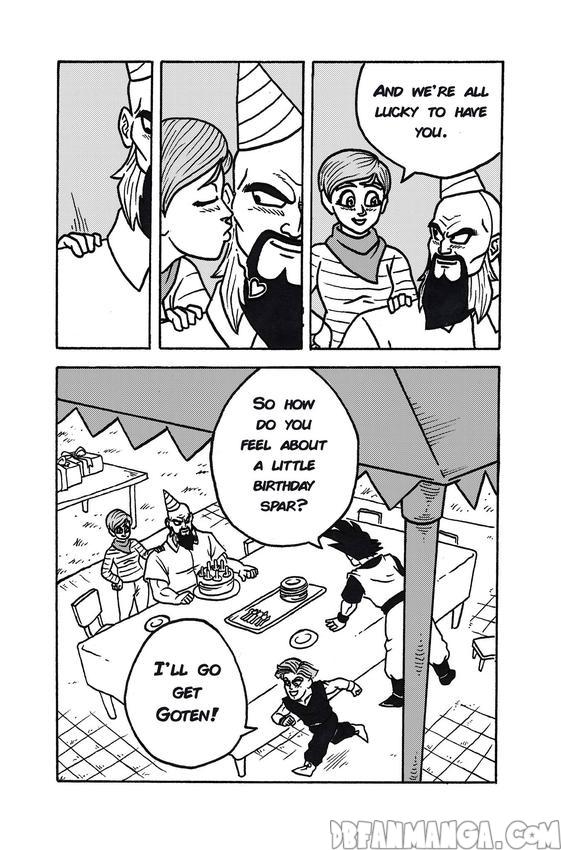 AND WE'RE ALL
LUCKY TO HAVE
YOU.
SO HOW
DO YOU
FEEL ABOUT
A LITTLE
BIRTHDAY
SPAR?
I'LL GO
GET
GOTEN!
DBFANMANGA.COM